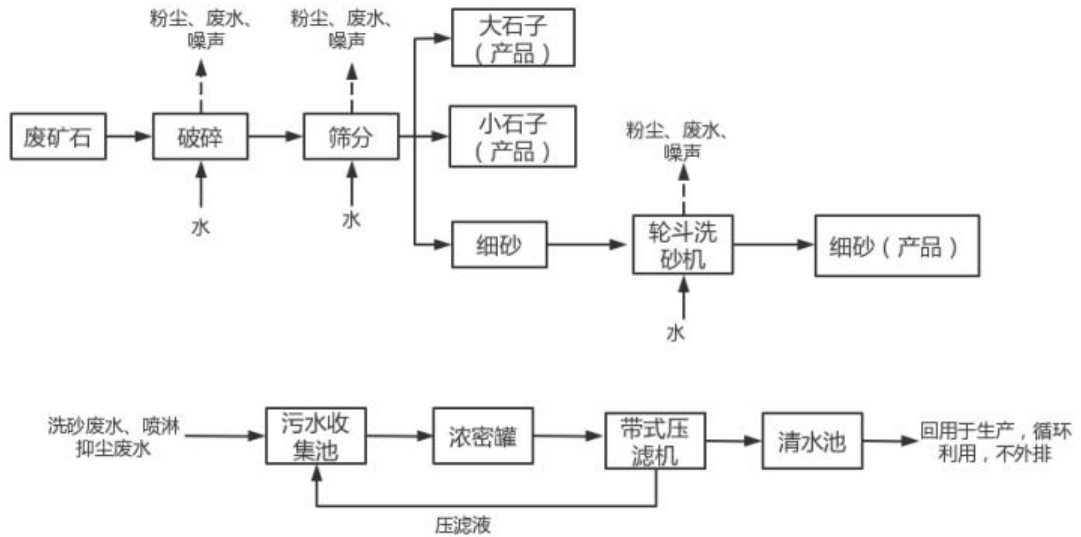 粉尘、废水、
噪声
粉尘、废水、
噪声
大石子
（产品）
废矿石
破碎
筛分
小石子
（产品）
粉尘、废水、
噪声
水
水
细砂
轮斗洗
砂机
细砂（产品）
水
洗砂废水、喷淋
抑尘废水
污水收
集池
浓密罐
带式压
滤机
清水池
回用于生产，循环
利用，不外排
压滤液